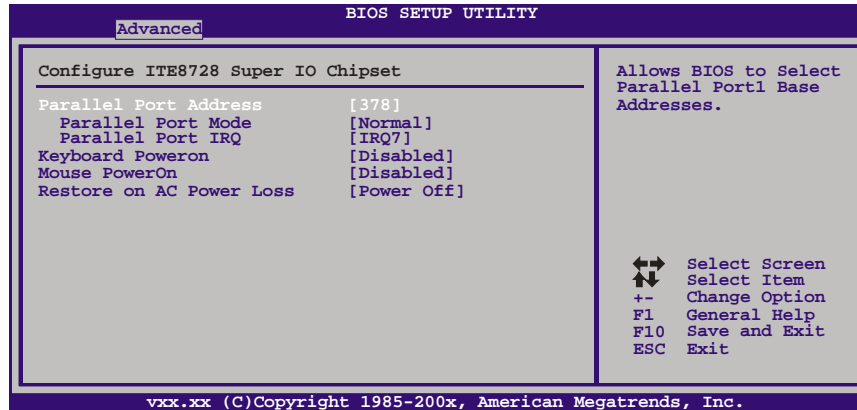 BIOS SETUP UTILITY
Advanced
Configure ITE8728 Super IO Chipset
Parallel Port Address [378]
Parallel Port Mode [Normal]
Parallel Port IRQ [IRQ7]
Keyboard Poweron [Disabled]
Mouse PowerOn [Disabled]
Restore on AC Power Loss [Power Off]
Allows BIOS to Select
Parallel Port1 Base
Addresses.
Select Screen
Select Item
+- Change Option
F1 General Help
F10 Save and Exit
ESC Exit
vxx.xx (C)Copyright 1985-200x, American Megatrends, Inc.